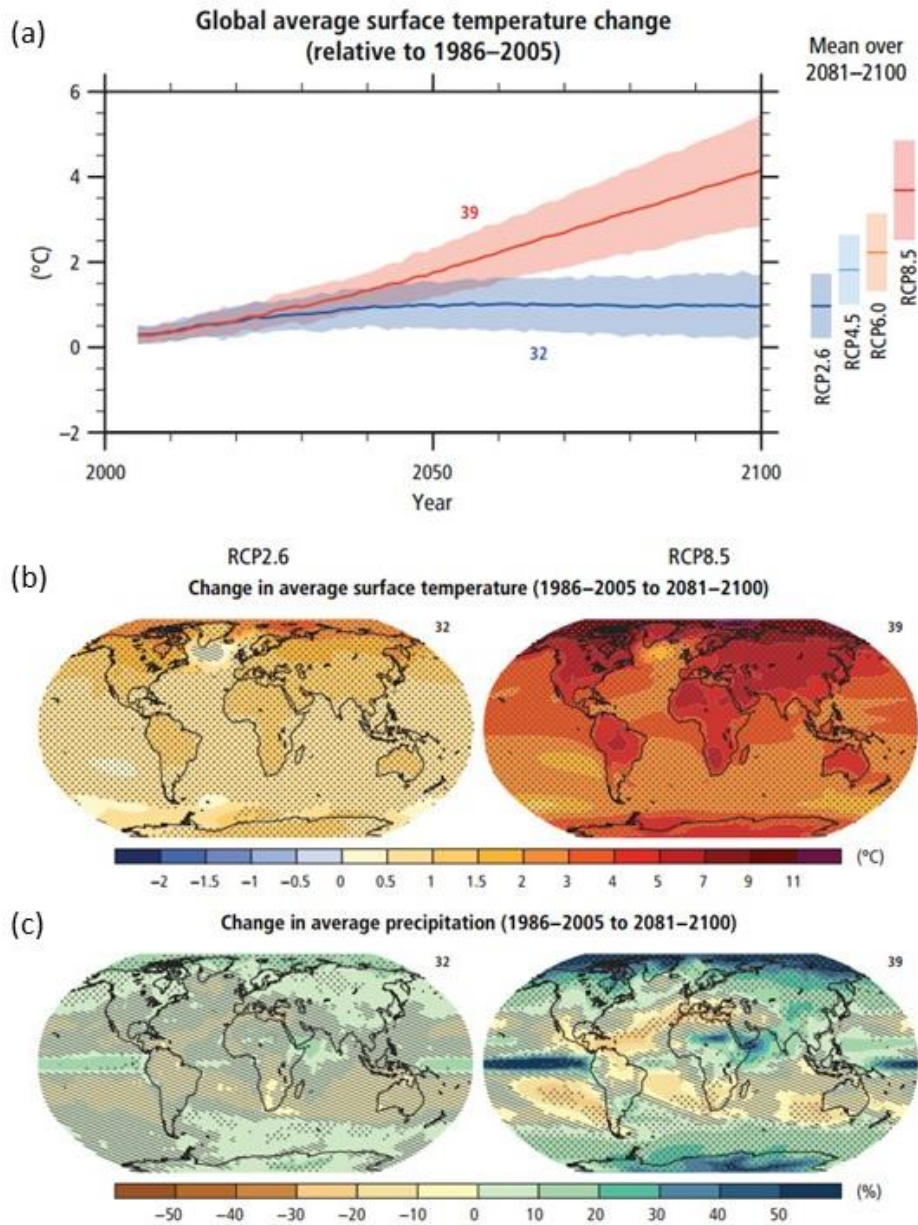 (a)
Global average surface temperature change
(relative to 1986–2005)
Mean over
2081–2100
6
4
2
0
−2
(°C)
39
32
2000
2050
2100
Year
RCP2.6
RCP4.5
RCP6.0
RCP8.5
(b)
RCP2.6
RCP8.5
Change in average surface temperature (1986–2005 to 2081–2100)
32
39
(°C)
−2 −1.5 −1 −0.5 0 0.5 1 1.5 2 3 4 5 7 9 11
(c)
Change in average precipitation (1986–2005 to 2081–2100)
32
39
(%)
−50 −40 −30 −20 −10 0 10 20 30 40 50